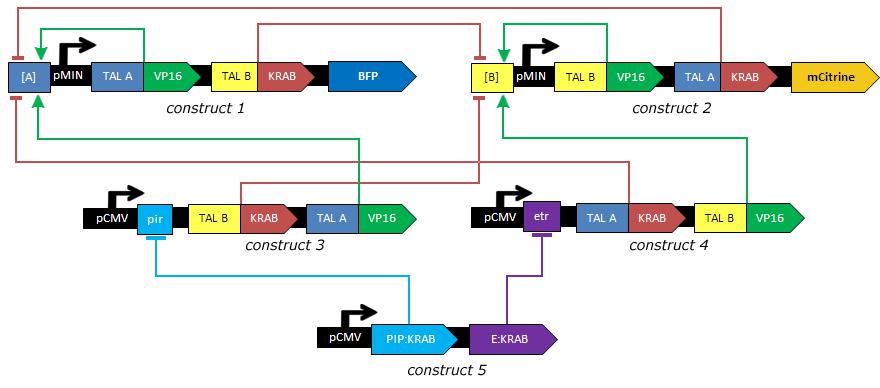 [A] pMIN TAL A VP16 TAL B KRAB BFP
construct 1
[B] pMIN TAL B VP16 TAL A KRAB mCitrine
construct 2
pCMV pir TAL B KRAB TAL A VP16
construct 3
pCMV etr TAL A KRAB TAL B VP16
construct 4
pCMV PIP:KRAB E:KRAB
construct 5